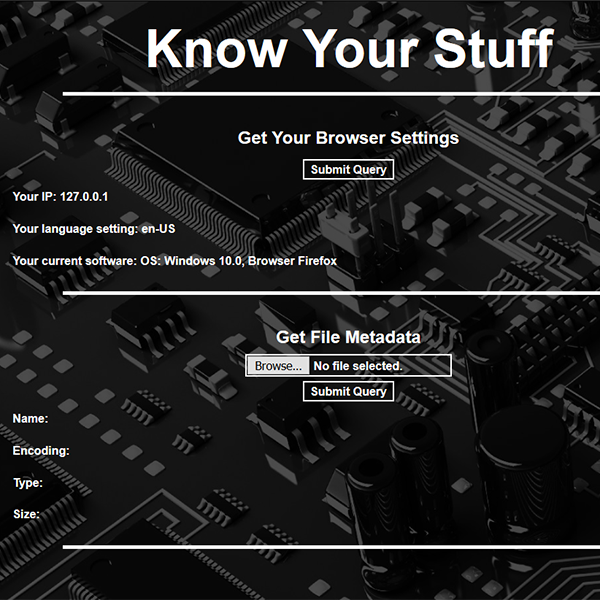 Know Your Stuff
Get Your Browser Settings
Submit Query
Your IP: 127.0.0.1
Your language setting: en-US
Your current software: OS: Windows 10.0, Browser Firefox
Get File Metadata
Browse... No file selected.
Submit Query
Name:
Encoding:
Type:
Size: